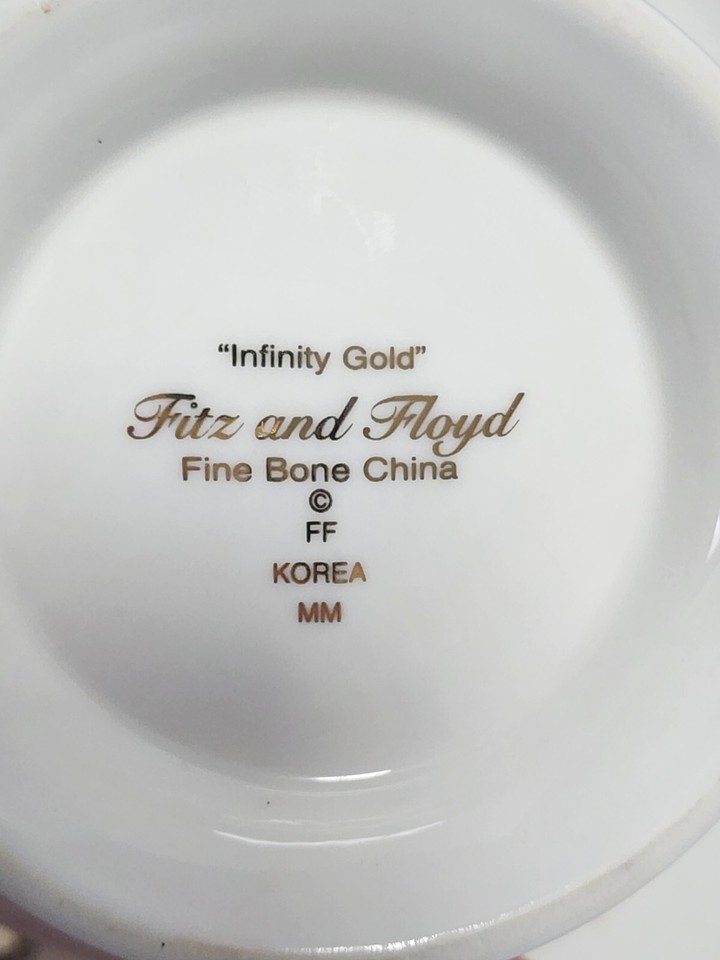 “Infinity Gold”
Fitz and Floyd
Fine Bone China
©
FF
KOREA
MM